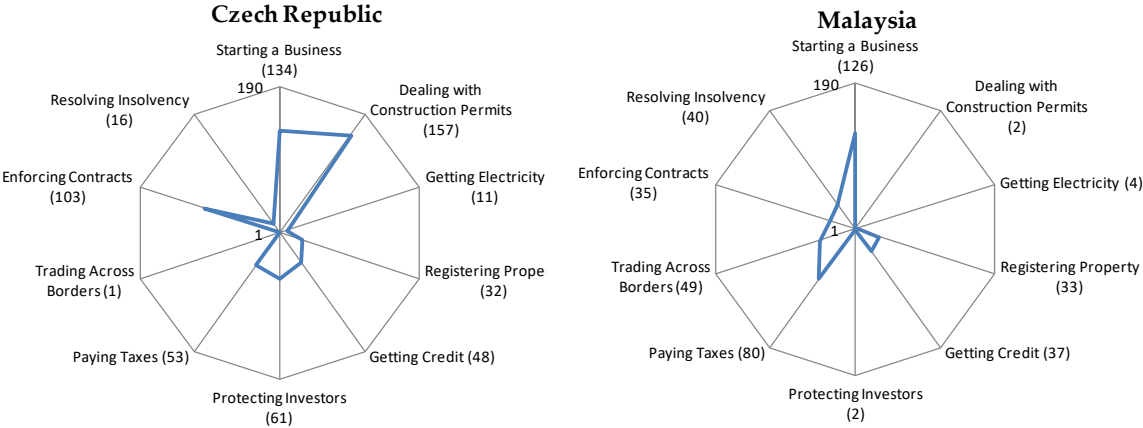 Czech Republic
Starting a Business
(134)
190
Dealing with
Construction Permits
(157)
Getting Electricity
(11)
Registering Prope
(32)
Getting Credit (48)
Protecting Investors
(61)
Paying Taxes (53)
Trading Across
Borders (1)
Enforcing Contracts
(103)
Resolving Insolvency
(16)
1
Malaysia
Starting a Business
(126)
190
Dealing with
Construction Permits
(2)
Getting Electricity (4)
Registering Property
(33)
Getting Credit (37)
Protecting Investors
(2)
Paying Taxes (80)
Trading Across
Borders (49)
Enforcing Contracts
(35)
Resolving Insolvency
(40)
1